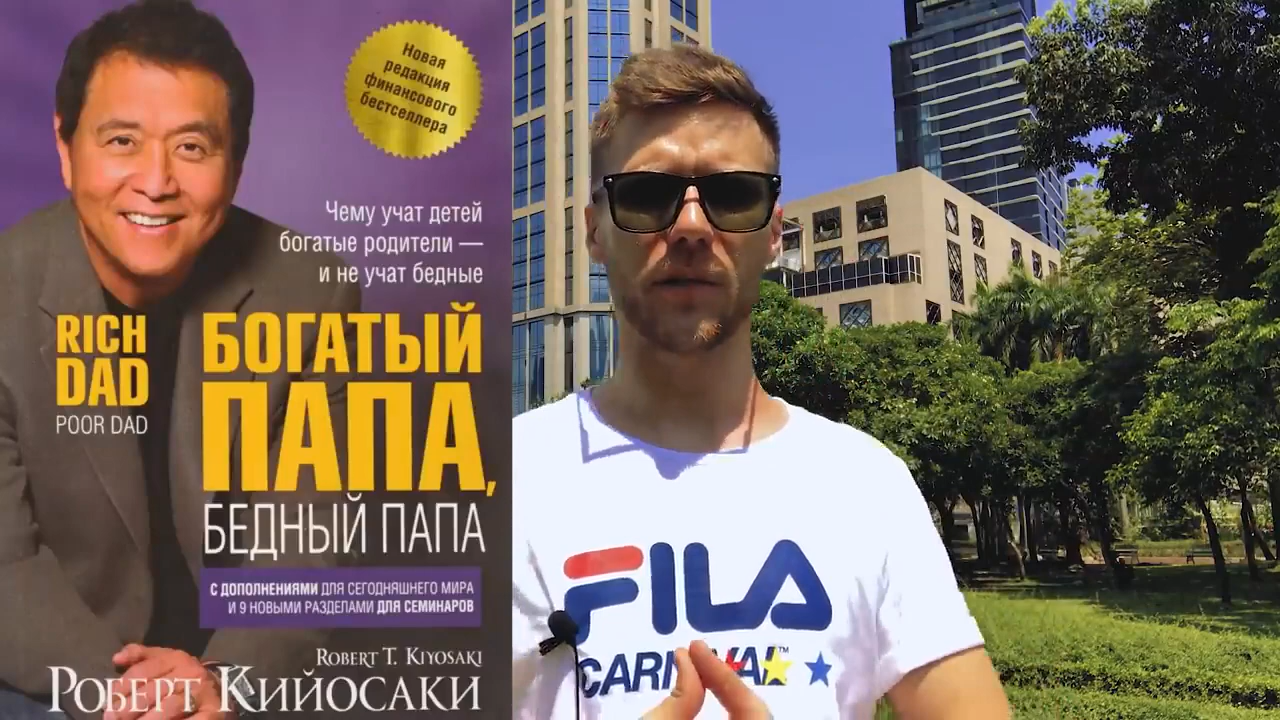 Новая
редакция
финансового
бестселлера
Чему учат детей
богатые родители —
и не учат бедные
RICH
DAD
POOR DAD
БОГАТЫЙ
ПАПА,
БЕДНЫЙ ПАПА
С ДОПОЛНЕНИЯМИ ДЛЯ СЕГОДНЯШНЕГО МИРА
И 9 НОВЫМИ РАЗДЕЛАМИ ДЛЯ СЕМИНАРОВ
ROBERT T. KIYOSAKI
РОБЕРТ КИЙОСАКИ
FILA